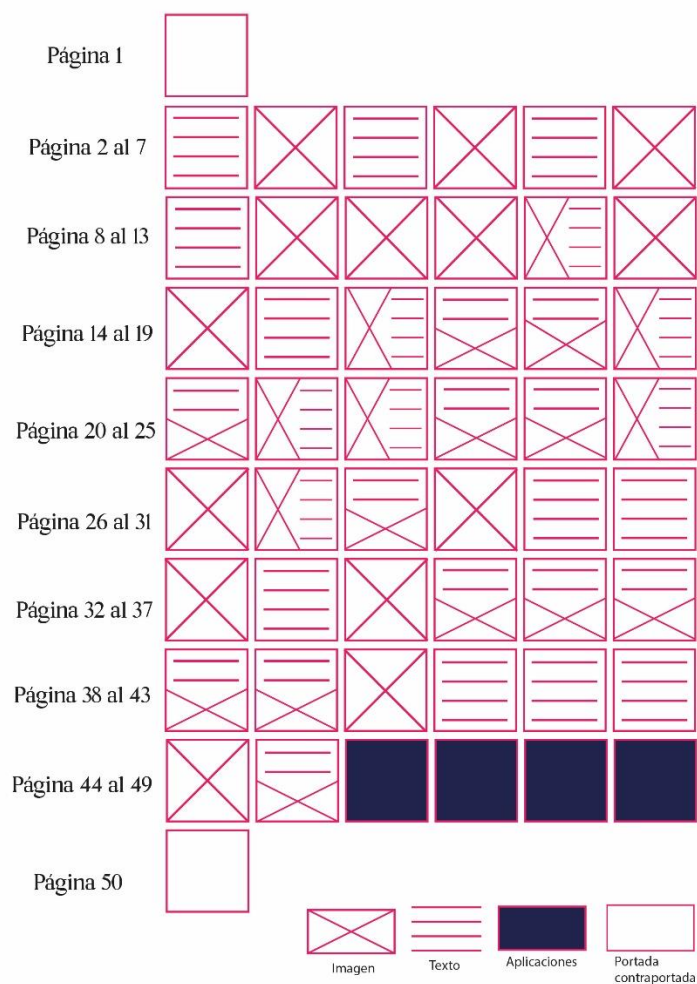 Página 1
Página 2 al 7
Página 8 al 13
Página 14 al 19
Página 20 al 25
Página 26 al 31
Página 32 al 37
Página 38 al 43
Página 44 al 49
Página 50
Imagen
Texto
Aplicaciones
Portada
contraportada